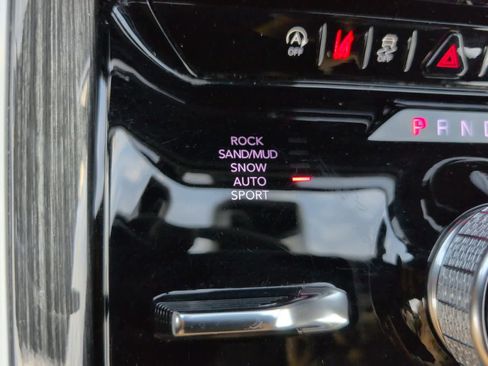 OFF
OFF
P R N D
ROCK
SAND/MUD
SNOW
AUTO
SPORT